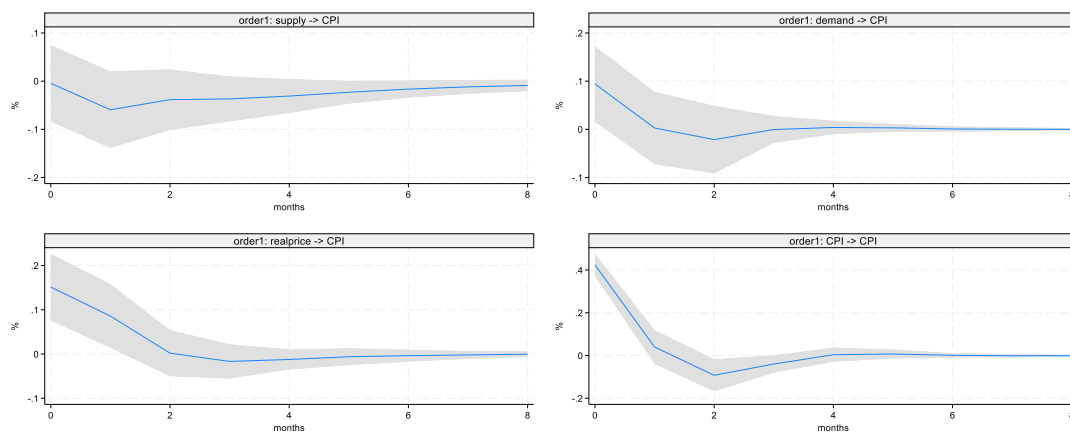 order1: supply -> CPI
.1
0
-.1
-.2
%
0 2 4 6 8
months
order1: demand -> CPI
.2
.1
0
-.1
%
0 2 4 6
months
order1: realprice -> CPI
.2
.1
0
-.1
%
0 2 4 6 8
months
order1: CPI -> CPI
.4
.2
0
-.2
%
0 2 4 6
months